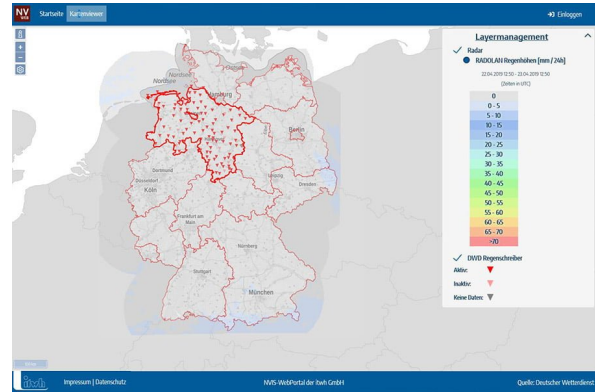 NV
WEB
Startseite
Kartenviewer
Einloggen
Layermanagement
Radar
RADOLAN Regenhöhen [mm / 24h]
22.04.2019 12:50 - 23.04.2019 12:50
(Zeiten in UTC)
0
0 - 5
5 - 10
10 - 15
15 - 20
20 - 25
25 - 30
30 - 35
35 - 40
40 - 45
45 - 50
50 - 55
55 - 60
60 - 65
65 - 70
>70
DWD Regenschreiber
Aktiv:
Inaktiv:
Keine Daten:
Nordsee
Nordsee
Hamburg
Berlin
Dortmund
Düsseldorf
Köln
Leipzig
Dresden
Frankfurt am
Main
Nürnberg
Stuttgart
München
itwh
Impressum | Datenschutz
NVIS-WebPortal der itwh GmbH
Quelle: Deutscher Wetterdienst